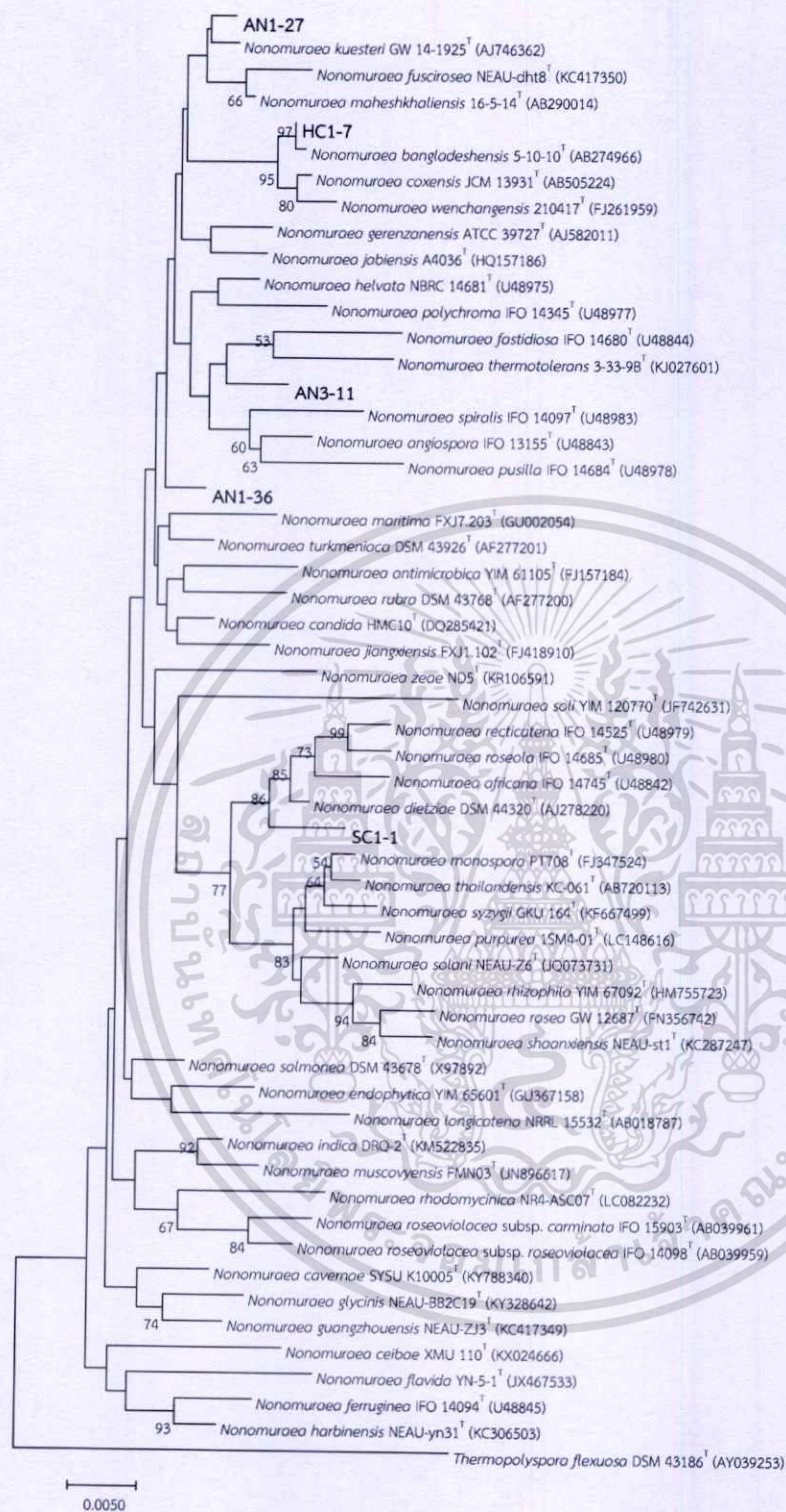 AN1-27
Nonomuraea kuesteri GW 14-1925ᵀ (AJ746362)
Nonomuraea fuscirosea NEAU-dht8ᵀ (KC417350)
66
Nonomuraea maheshkhaliensis 16-5-14ᵀ (AB290014)
97
HC1-7
Nonomuraea bangladeshensis 5-10-10ᵀ (AB274966)
95
Nonomuraea coxensis JCM 13931ᵀ (AB505224)
80
Nonomuraea wenchangensis 210417ᵀ (FJ261959)
Nonomuraea gerenzanensis ATCC 39727ᵀ (AJ582011)
Nonomuraea jabiensis A4036ᵀ (HQ157186)
Nonomuraea helvata NBRC 14681ᵀ (U48975)
Nonomuraea polychroma IFO 14345ᵀ (U48977)
53
Nonomuraea fastidiosa IFO 14680ᵀ (U48844)
Nonomuraea thermotolerans 3-33-9Bᵀ (KJ027601)
AN3-11
Nonomuraea spiralis IFO 14097ᵀ (U48983)
60
Nonomuraea angiospora IFO 13155ᵀ (U48843)
63
Nonomuraea pusilla IFO 14684ᵀ (U48978)
AN1-36
Nonomuraea maritima FXJ7.203ᵀ (GU002054)
Nonomuraea turkmeniaca DSM 43926ᵀ (AF277201)
Nonomuraea antimicrobica YIM 61105ᵀ (FJ157184)
Nonomuraea rubra DSM 43768ᵀ (AF277200)
Nonomuraea candida HMC10ᵀ (DQ285421)
Nonomuraea jiangxiensis FXJ1.102ᵀ (FJ418910)
Nonomuraea zeae ND5ᵀ (KR106591)
Nonomuraea soli YIM 120770ᵀ (JF742631)
99
Nonomuraea recticatena IFO 14525ᵀ (U48979)
73
Nonomuraea roseola IFO 14685ᵀ (U48980)
85
Nonomuraea africana IFO 14745ᵀ (U48842)
86
Nonomuraea dietziae DSM 44320ᵀ (AJ278220)
SC1-1
54
Nonomuraea monospora PT708ᵀ (FJ347524)
64
Nonomuraea thailandensis KC-061ᵀ (AB720113)
77
Nonomuraea syzygii GKU 164ᵀ (KF667499)
Nonomuraea purpurea 1SM4-01ᵀ (LC148616)
83
Nonomuraea solani NEAU-Z6ᵀ (JQ073731)
Nonomuraea rhizophila YIM 67092ᵀ (HM755723)
94
Nonomuraea rosea GW 12687ᵀ (FN356742)
84
Nonomuraea shaanxiensis NEAU-st1ᵀ (KC287247)
Nonomuraea salmonea DSM 43678ᵀ (X97892)
Nonomuraea endophytica YIM 65601ᵀ (GU367158)
Nonomuraea longicatena NRRL 15532ᵀ (AB018787)
92
Nonomuraea indica DRQ-2ᵀ (KM522835)
Nonomuraea muscovyensis FMN03ᵀ (JN896617)
Nonomuraea rhodomycinica NR4-ASC07ᵀ (LC082232)
67
Nonomuraea roseoviolacea subsp. carminata IFO 15903ᵀ (AB039961)
84
Nonomuraea roseoviolacea subsp. roseoviolacea IFO 14098ᵀ (AB039959)
Nonomuraea cavernae SYSU K10005ᵀ (KY788340)
Nonomuraea glycinis NEAU-BB2C19ᵀ (KY328642)
74
Nonomuraea guangzhouensis NEAU-ZJ3ᵀ (KC417349)
Nonomuraea ceibae XMU 110ᵀ (KX024666)
Nonomuraea flavida YN-5-1ᵀ (JX467533)
Nonomuraea ferruginea IFO 14094ᵀ (U48845)
93
Nonomuraea harbinensis NEAU-yn31ᵀ (KC306503)
Thermopolyspora flexuosa DSM 43186ᵀ (AY039253)
0.0050